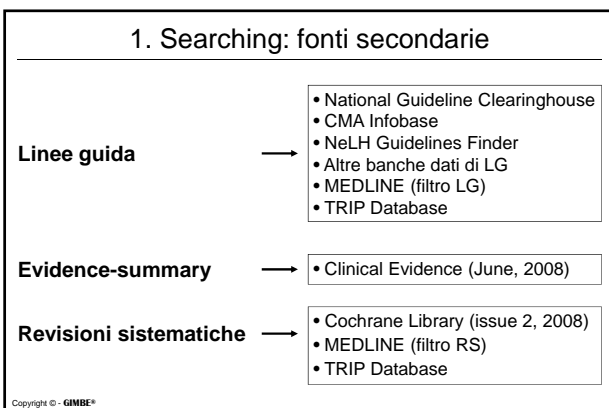 1. Searching: fonti secondarie
Linee guida
• National Guideline Clearinghouse
• CMA Infobase
• NeLH Guidelines Finder
• Altre banche dati di LG
• MEDLINE (filtro LG)
• TRIP Database
Evidence-summary
• Clinical Evidence (June, 2008)
Revisioni sistematiche
• Cochrane Library (issue 2, 2008)
• MEDLINE (filtro RS)
• TRIP Database
Copyright © - GIMBE®